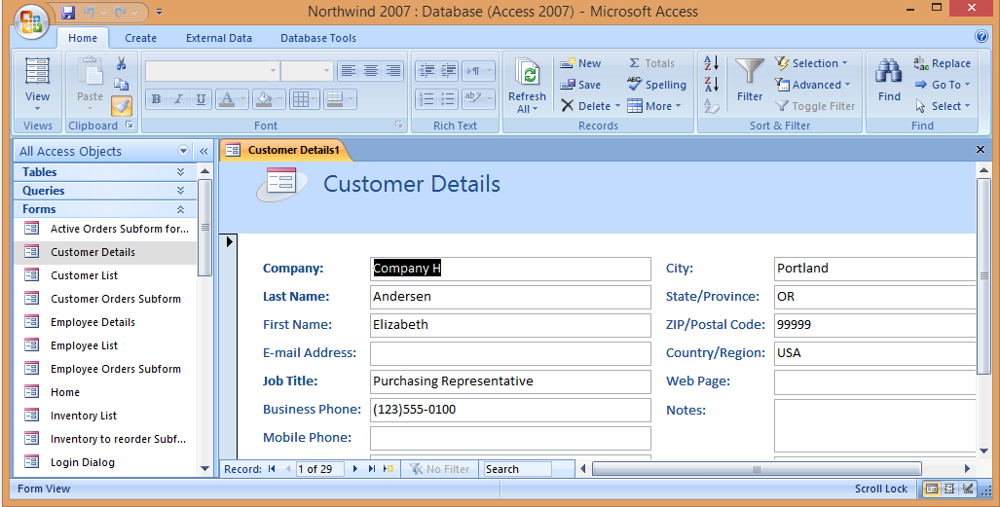 Northwind 2007 : Database (Access 2007) - Microsoft Access
Home Create External Data Database Tools
View
Views
Paste
Clipboard
B I U A
Font
Rich Text
Refresh All
New
Save
Delete
Σ Totals
ABC Spelling
More
Records
A Z
Z A
Filter
Selection
Advanced
Toggle Filter
Sort & Filter
Find
ab ac Replace
Go To
Select
Find
All Access Objects
Tables
Queries
Forms
Active Orders Subform for...
Customer Details
Customer List
Customer Orders Subform
Employee Details
Employee List
Employee Orders Subform
Home
Inventory List
Inventory to reorder Subf...
Login Dialog
Customer Details1
Customer Details
Company: Company H
Last Name: Andersen
First Name: Elizabeth
E-mail Address:
Job Title: Purchasing Representative
Business Phone: (123)555-0100
Mobile Phone:
City: Portland
State/Province: OR
ZIP/Postal Code: 99999
Country/Region: USA
Web Page:
Notes:
Record: 1 of 29 No Filter Search
Form View Scroll Lock